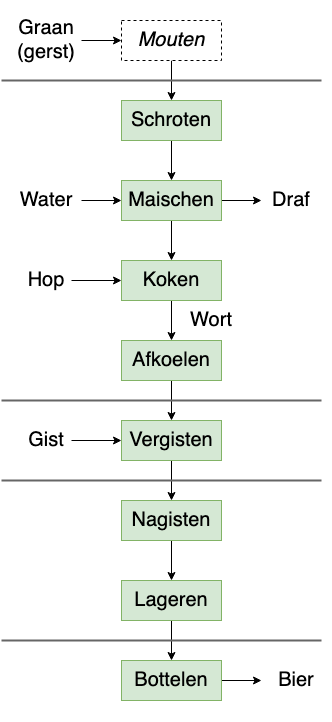 Graan
(gerst)
Mouten
Schroten
Water
Maischen
Draf
Hop
Koken
Wort
Afkoelen
Gist
Vergisten
Nagisten
Lageren
Bottelen
Bier